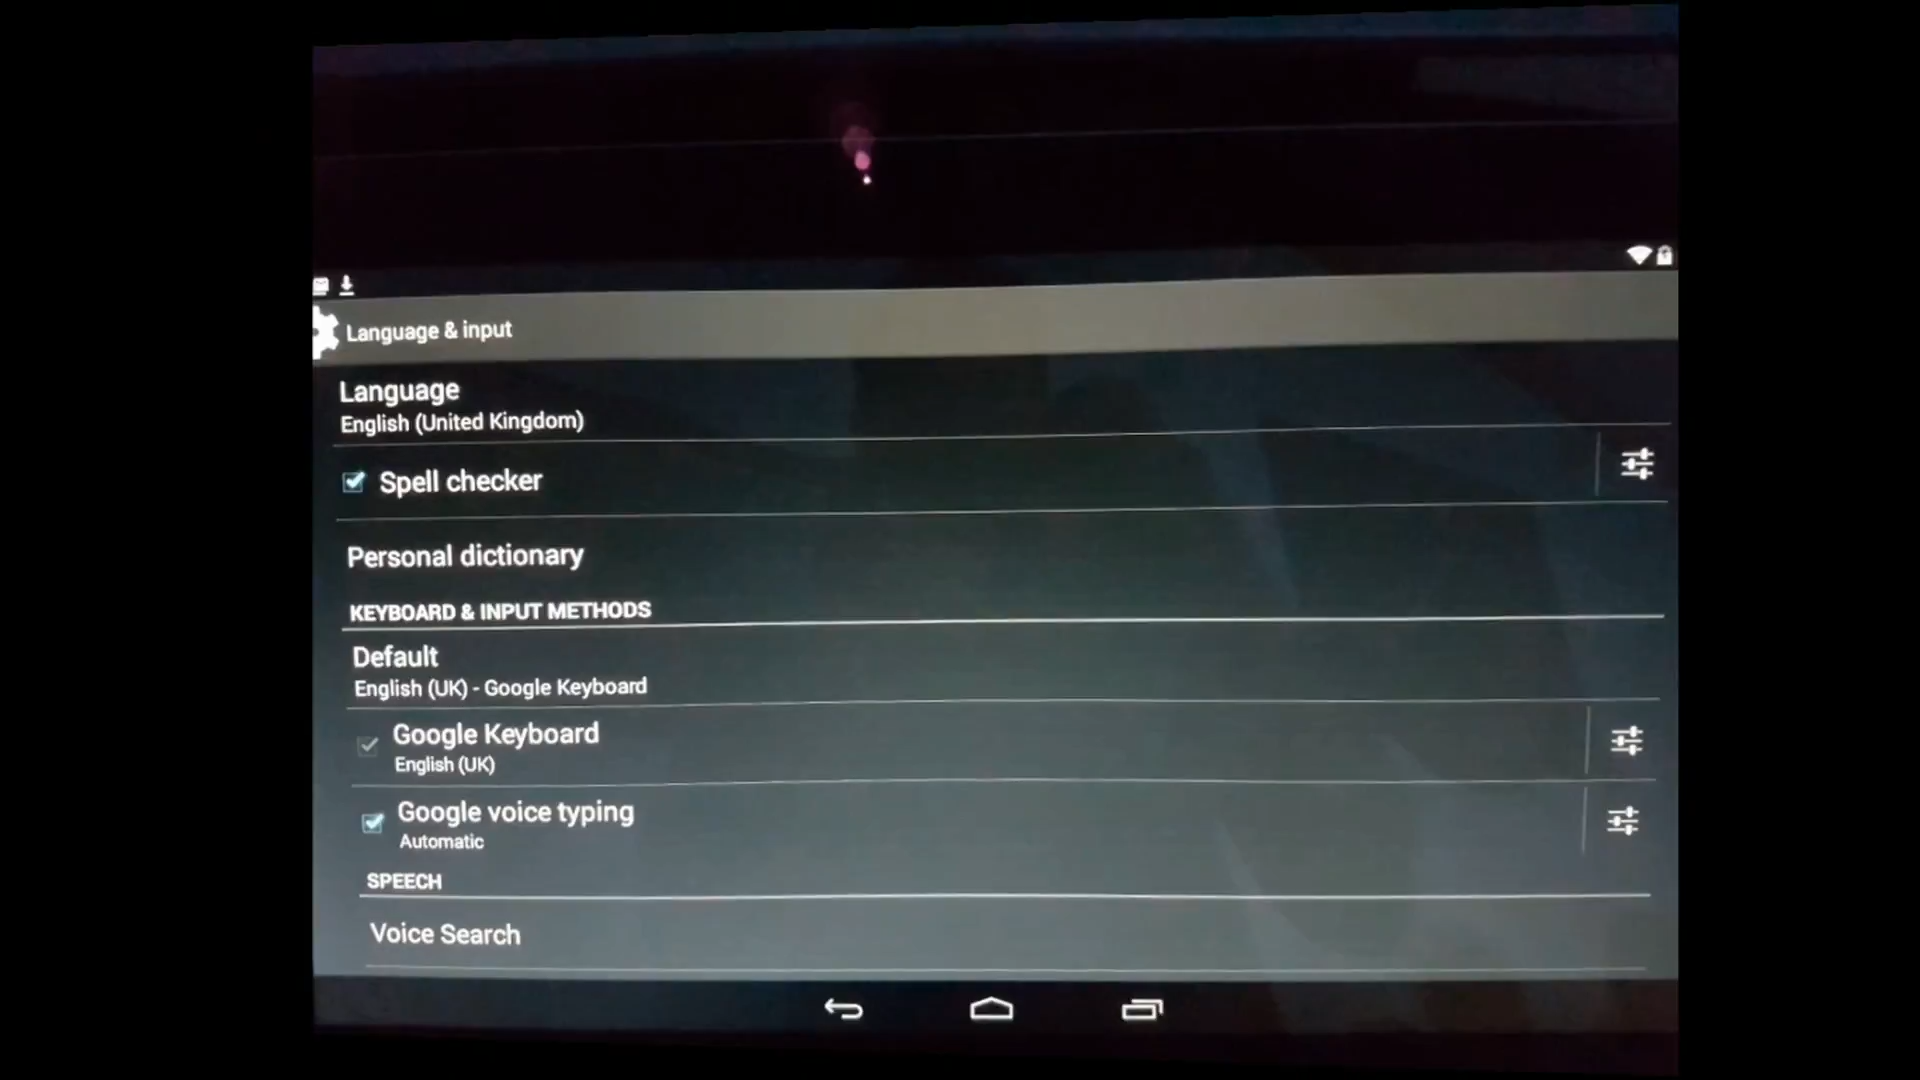 Language & input
Language
English (United Kingdom)
Spell checker
Personal dictionary
KEYBOARD & INPUT METHODS
Default
English (UK) - Google Keyboard
Google Keyboard
English (UK)
Google voice typing
Automatic
SPEECH
Voice Search